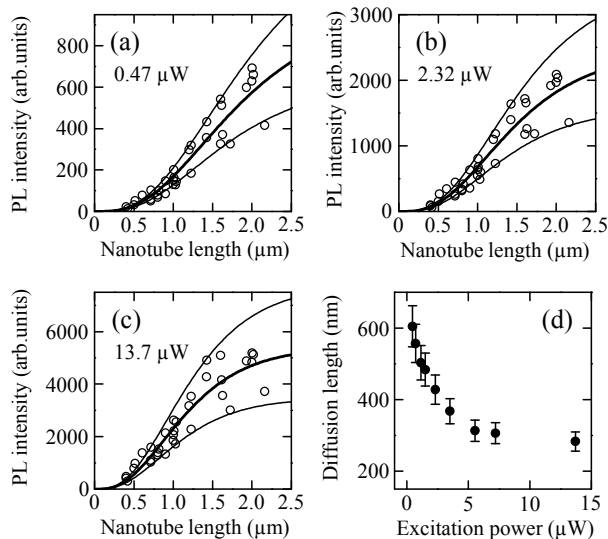 (a)
0.47 µW
PL intensity (arb.units)
800
600
400
200
0
0 0.5 1.0 1.5 2.0 2.5
Nanotube length (µm)
(b)
2.32 µW
PL intensity (arb.units)
3000
2000
1000
0
0 0.5 1.0 1.5 2.0 2.5
Nanotube length (µm)
(c)
13.7 µW
PL intensity (arb.units)
6000
4000
2000
0
0 0.5 1.0 1.5 2.0 2.5
Nanotube length (µm)
(d)
Diffusion length (nm)
600
400
200
0 5 10 15
Excitation power (µW)